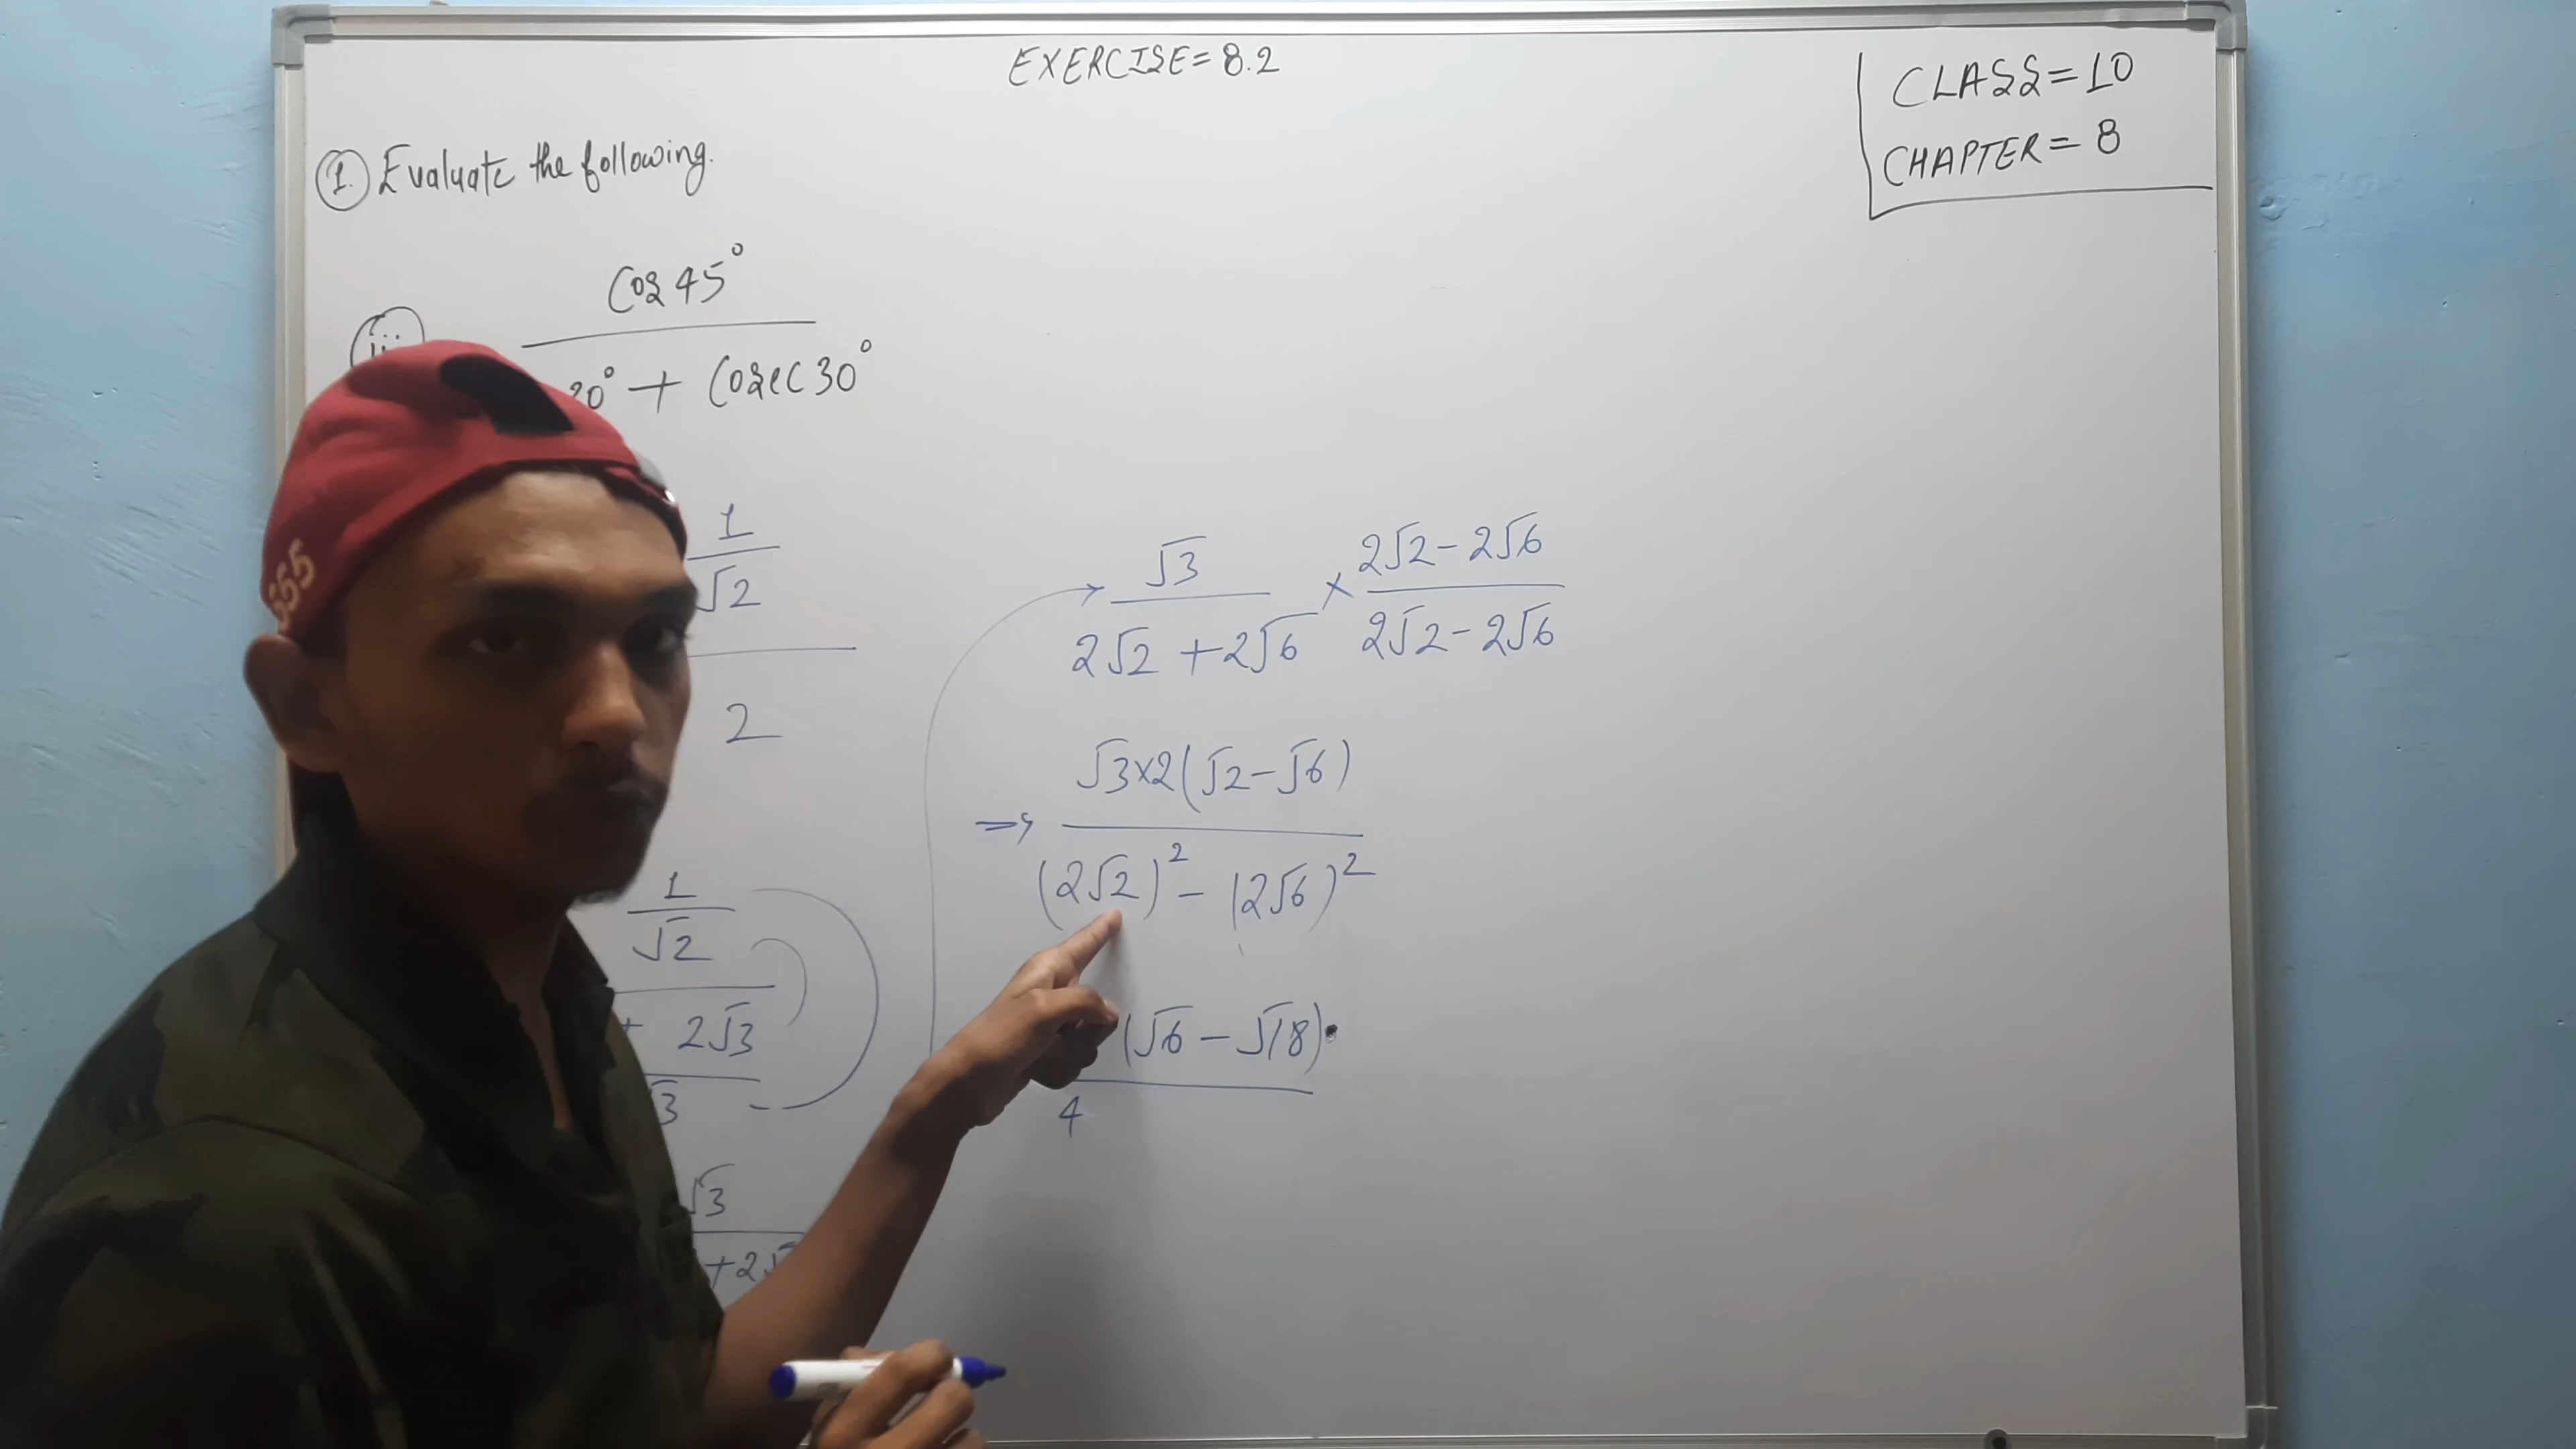 EXERCISE = 8.2
CLASS = 10
CHAPTER = 8
1. Evaluate the following.
Cos 45°
30° + Cosec 30°
1
√2
2
1
√2
+ 2√3
√3
√3
+2√
√3
2√2 + 2√6
× 2√2 - 2√6
2√2 - 2√6
⇒ √3×2(√2-√6)
(2√2)² - (2√6)²
(√6 - √18)
4
555